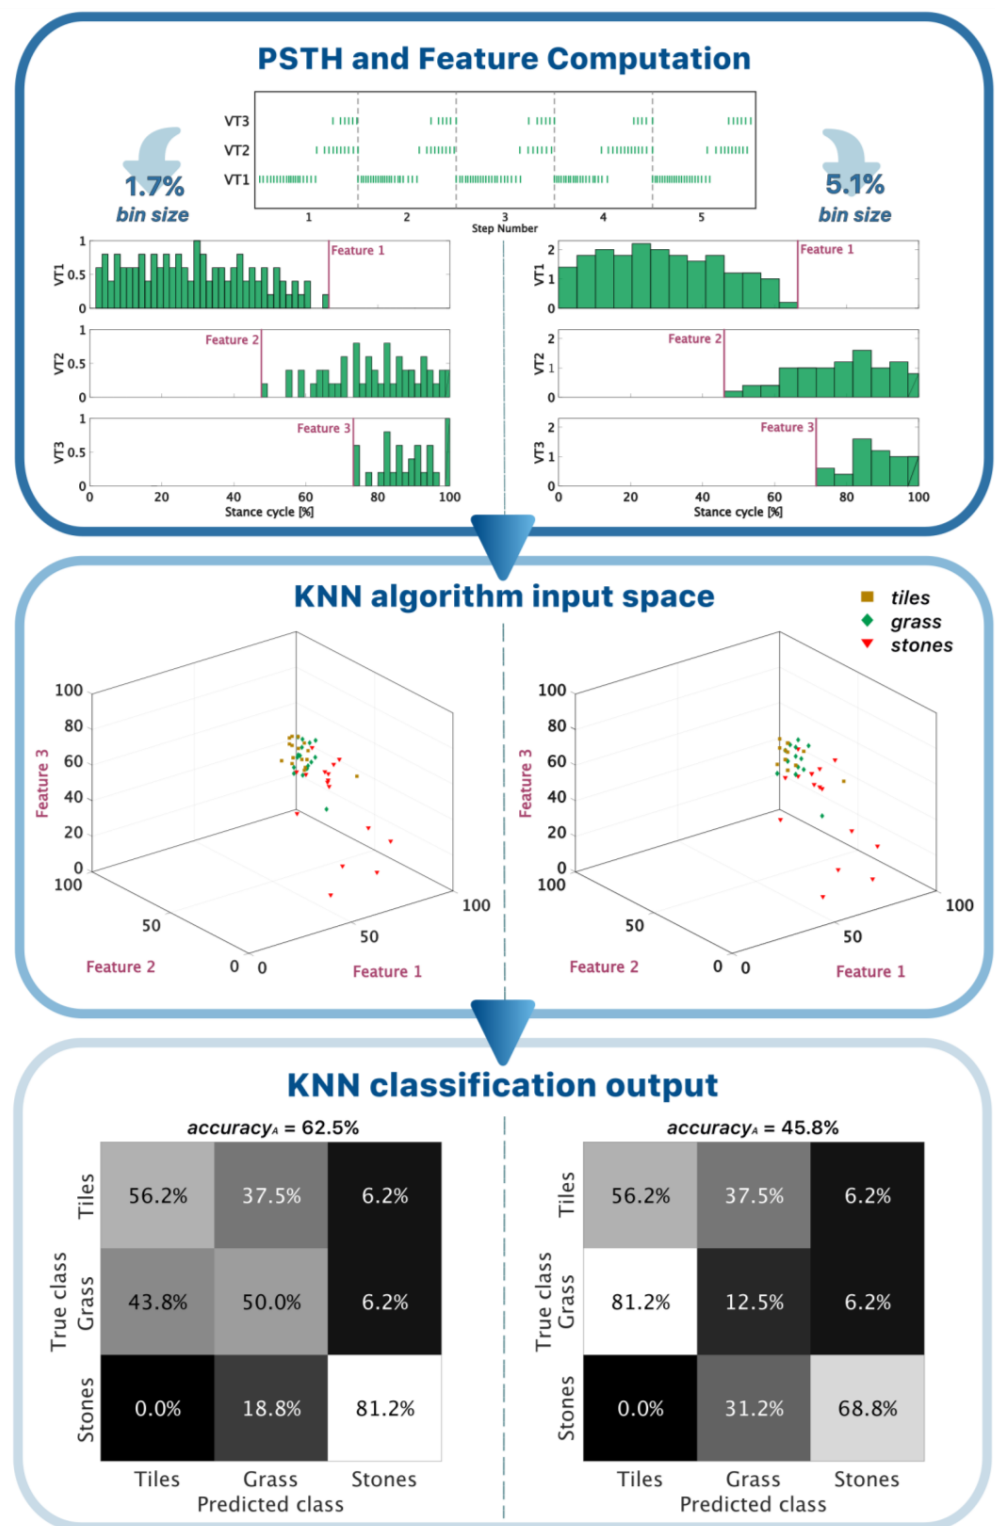 PSTH and Feature Computation
VT3
VT2
VT1
1 2 3 4 5
Step Number
1.7%
bin size
5.1%
bin size
1
0.5
0
VT1
Feature 1
1
0.5
0
VT2
Feature 2
1
0.5
0
VT3
Feature 3
0 20 40 60 80 100
Stance cycle [%]
2
1
0
VT1
Feature 1
2
1
0
VT2
Feature 2
2
1
0
VT3
Feature 3
0 20 40 60 80 100
Stance cycle [%]
KNN algorithm input space
tiles
grass
stones
100
80
60
40
20
0
Feature 3
100
50
0
Feature 2
0
50
100
Feature 1
100
80
60
40
20
0
Feature 3
100
50
0
Feature 2
0
50
100
Feature 1
KNN classification output
accuracyA = 62.5%
Tiles 56.2% 37.5% 6.2%
Grass 43.8% 50.0% 6.2%
Stones 0.0% 18.8% 81.2%
True class
Tiles Grass Stones
Predicted class
accuracyA = 45.8%
Tiles 56.2% 37.5% 6.2%
Grass 81.2% 12.5% 6.2%
Stones 0.0% 31.2% 68.8%
True class
Tiles Grass Stones
Predicted class